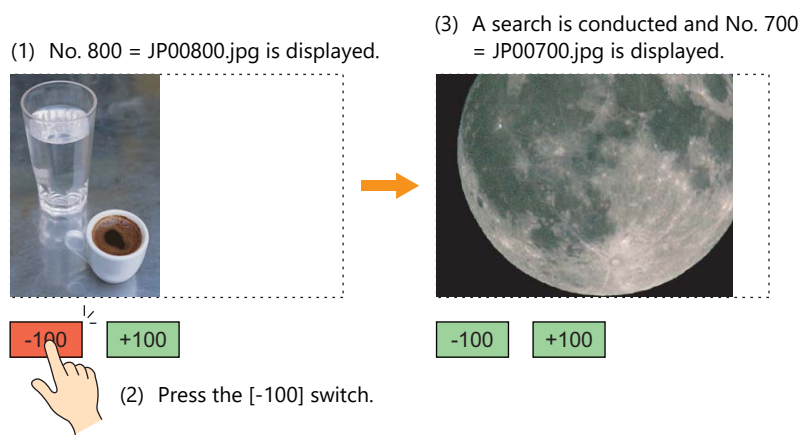 (1) No. 800 = JP00800.jpg is displayed.
-100
+100
(2) Press the [-100] switch.
(3) A search is conducted and No. 700
= JP00700.jpg is displayed.
-100
+100